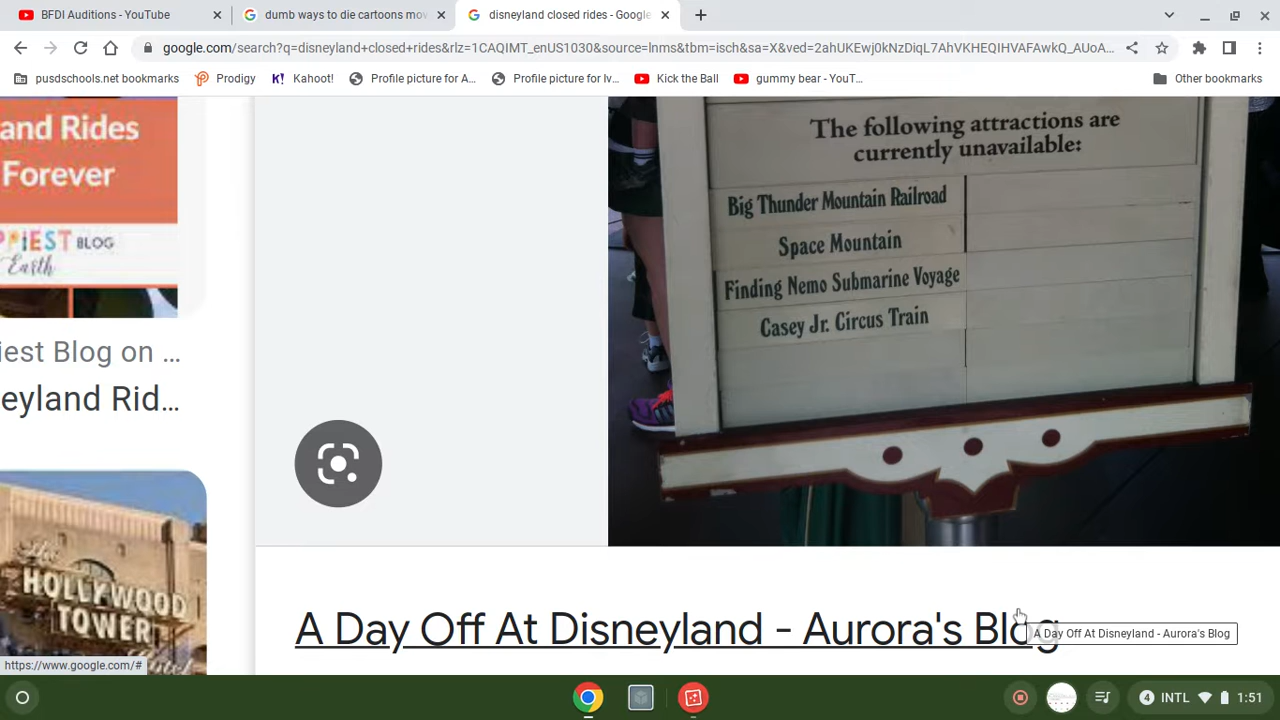 BFDI Auditions - YouTube
dumb ways to die cartoons mov
disneyland closed rides - Google
google.com/search?q=disneyland+closed+rides&rlz=1CAQIMT_enUS1030&source=lnms&tbm=isch&sa=X&ved=2ahUKEwj0kNzDiqL7AhVKHEQIHVAFAwkQ_AUoA...
pusdschools.net bookmarks
Prodigy
Kahoot!
Profile picture for A...
Profile picture for Iv...
Kick the Ball
gummy bear - YouT...
Other bookmarks
and Rides
Forever
PPiEST BLOG
Earth
iest Blog on ...
eyland Rid...
The
HOLLYWOOD
TOWER
Hotel
The following attractions are
currently unavailable:
Big Thunder Mountain Railroad
Space Mountain
Finding Nemo Submarine Voyage
Casey Jr. Circus Train
A Day Off At Disneyland - Aurora's Blog
A Day Off At Disneyland - Aurora's Blog
https://www.google.com/#
4 INTL 1:51